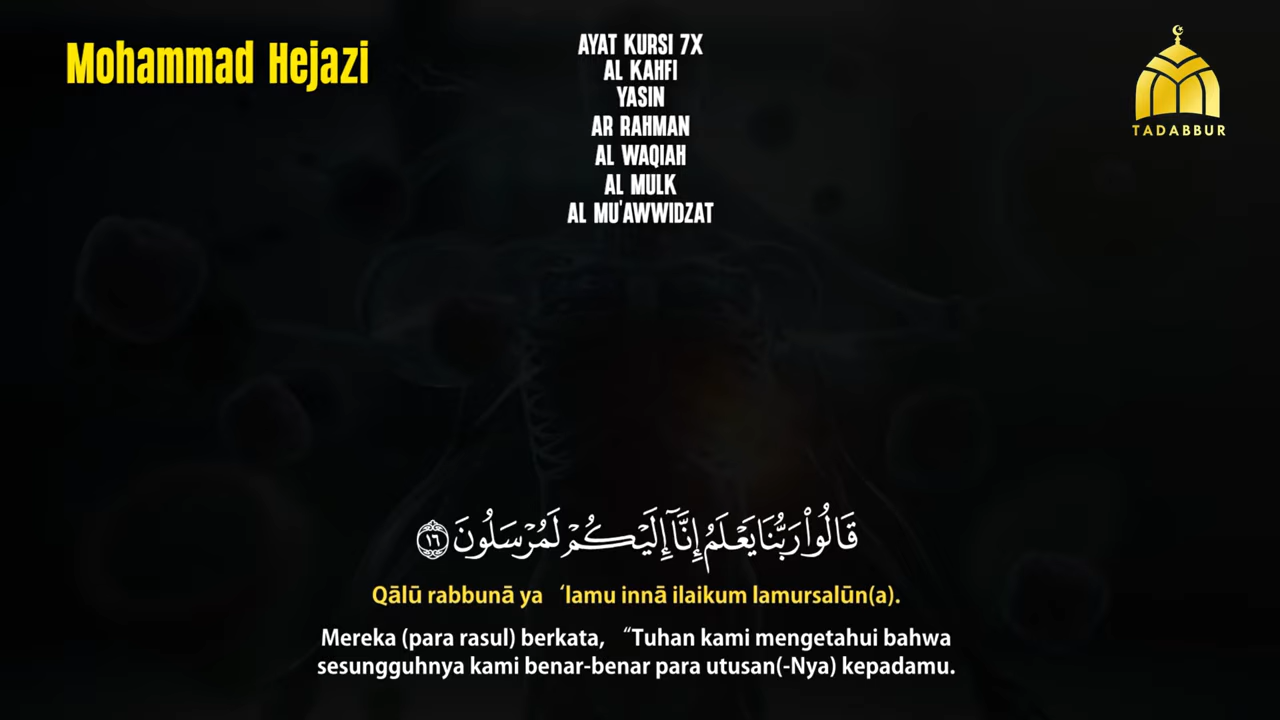 Mohammad Hejazi
AYAT KURSI 7X
AL KAHFI
YASIN
AR RAHMAN
AL WAQIAH
AL MULK
AL MU'AWWIDZAT
TADABBUR
قَالُوا۟ رَبُّنَا يَعْلَمُ إِنَّآ إِلَيْكُمْ لَمُرْسَلُونَ ١٦
Qālū rabbunā ya ‘lamu innā ilaikum lamursalūn(a).
Mereka (para rasul) berkata, “Tuhan kami mengetahui bahwa
sesungguhnya kami benar-benar para utusan(-Nya) kepadamu.